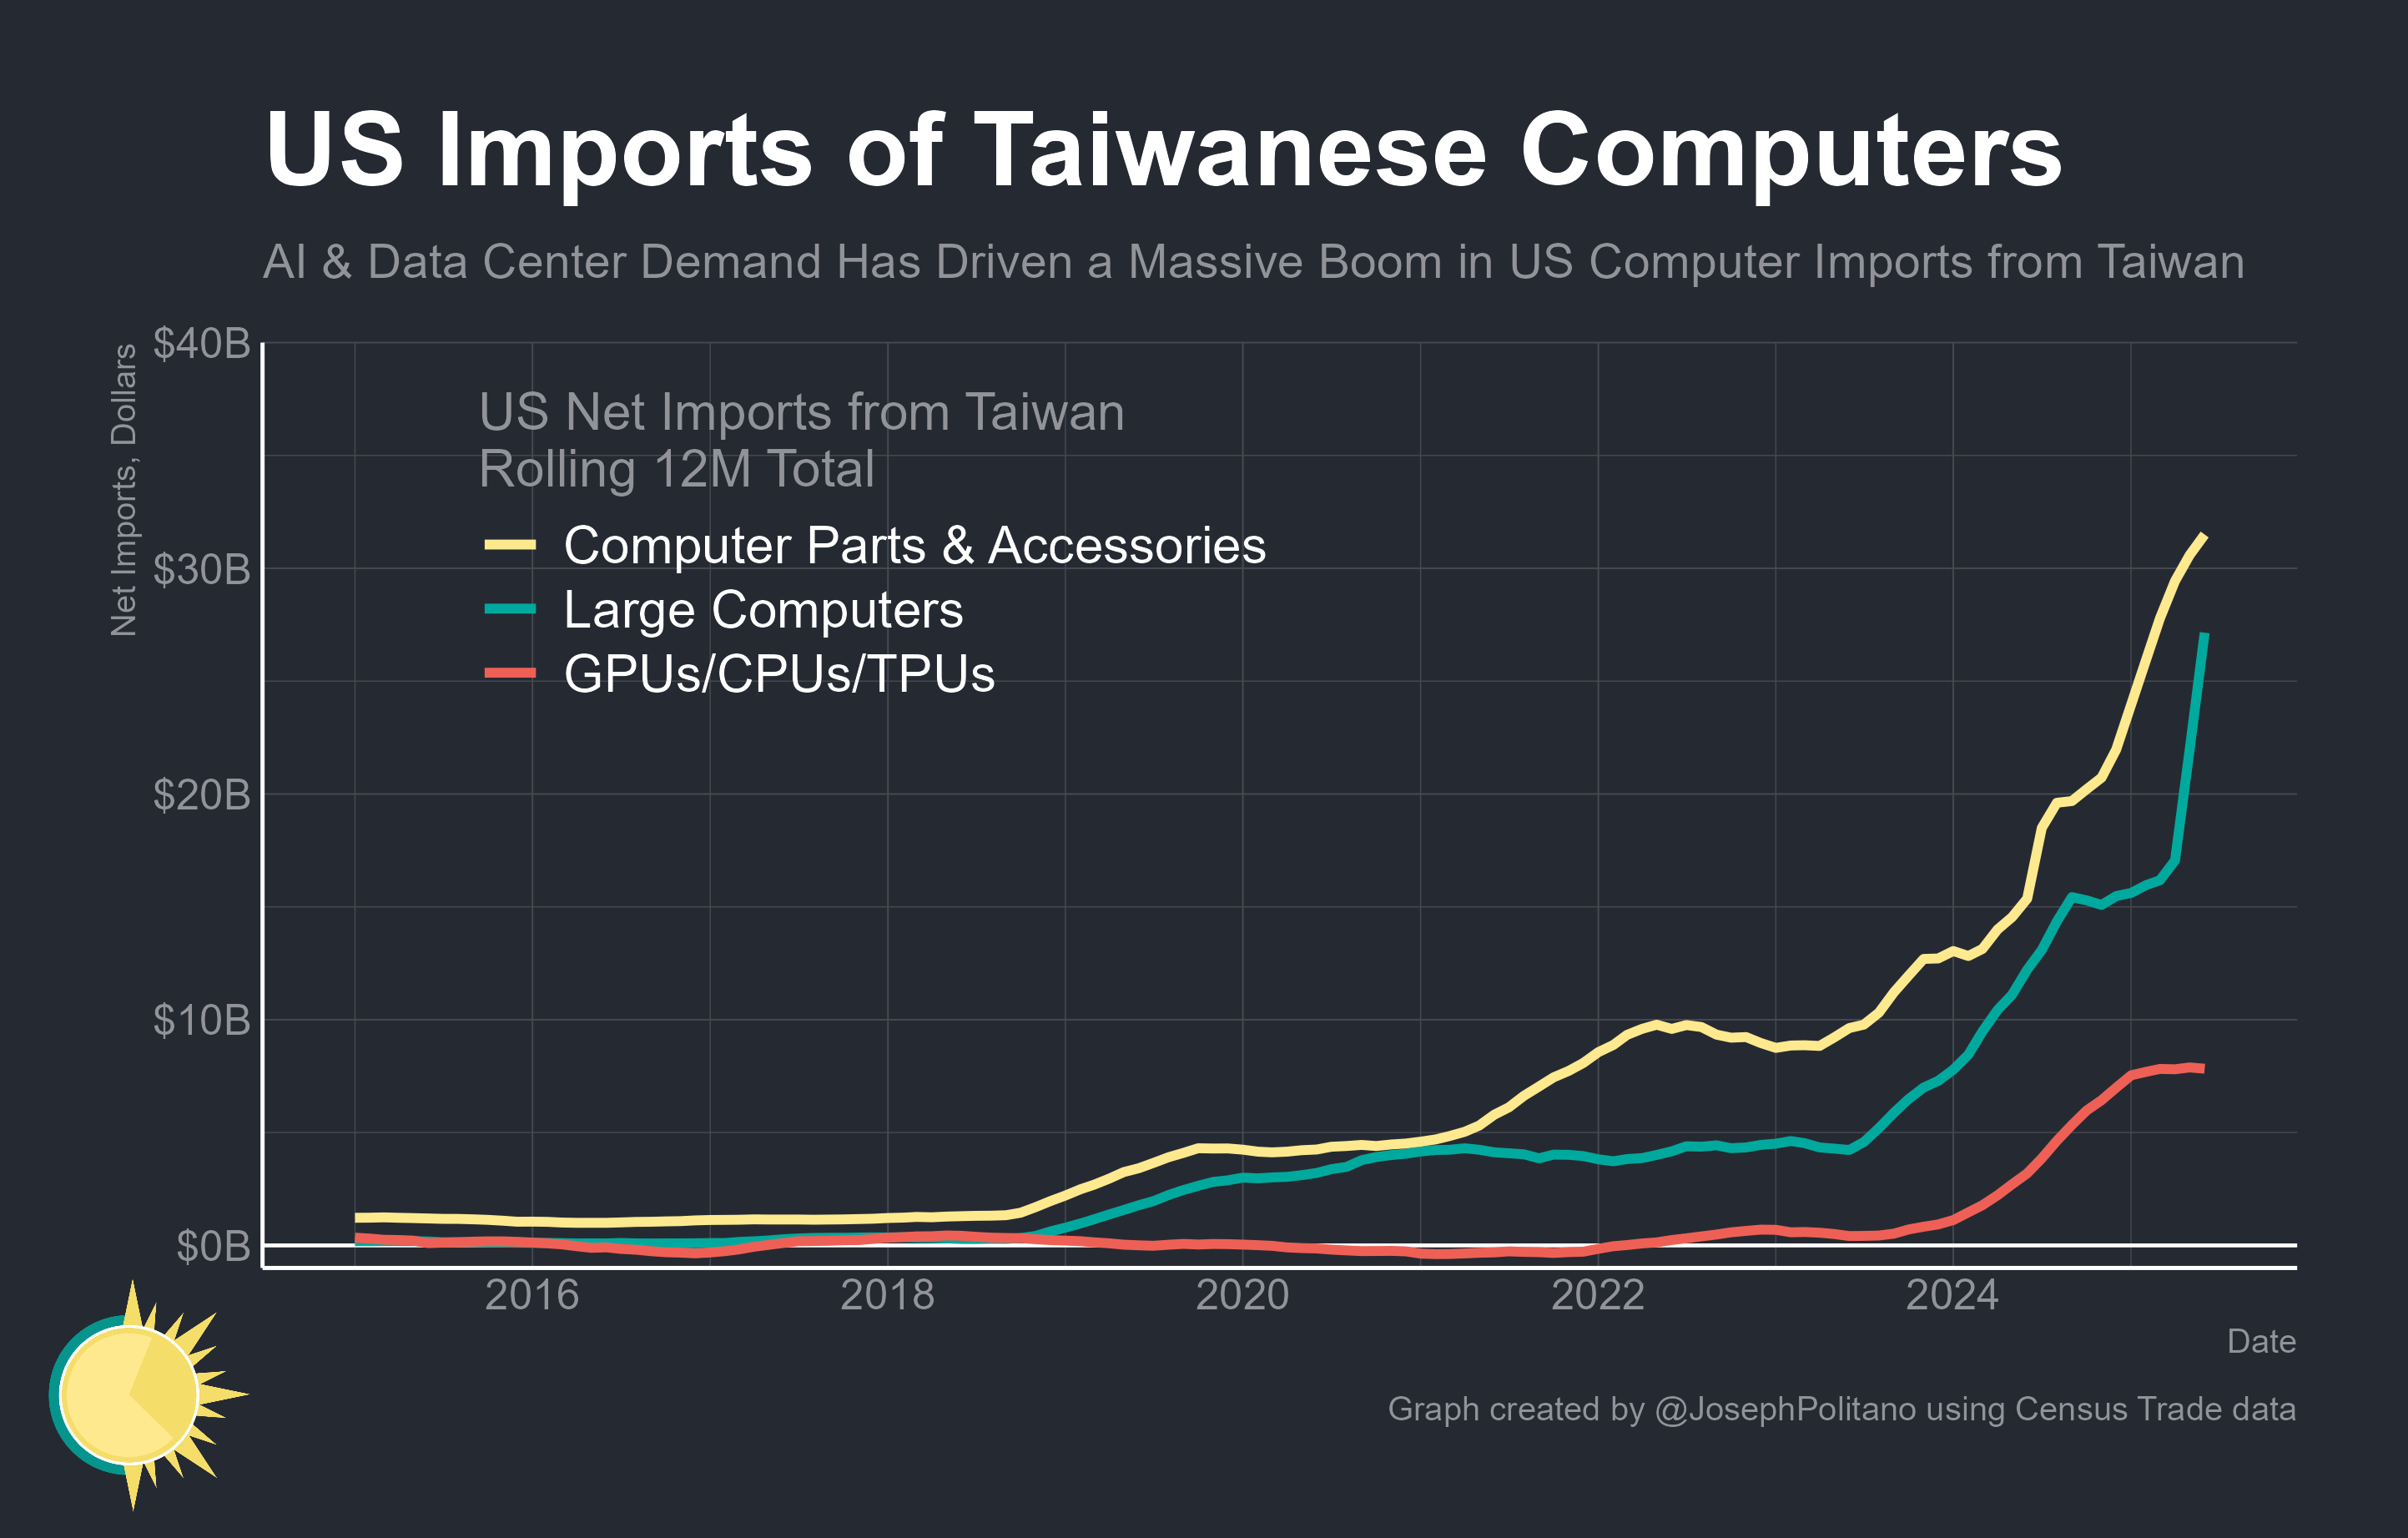 US Imports of Taiwanese Computers
AI & Data Center Demand Has Driven a Massive Boom in US Computer Imports from Taiwan
Net Imports, Dollars
$40B
$30B
$20B
$10B
$0B
US Net Imports from Taiwan
Rolling 12M Total
Computer Parts & Accessories
Large Computers
GPUs/CPUs/TPUs
2016
2018
2020
2022
2024
Date
Graph created by @JosephPolitano using Census Trade data